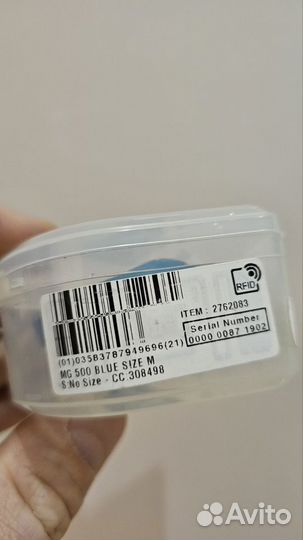 RFID
ITEM : 2762083
Serial Number
0000 0087 1902
(01)03583787949696(21)
MG 500 BLUE SIZE M
S:No Size - CC 308498
Avito